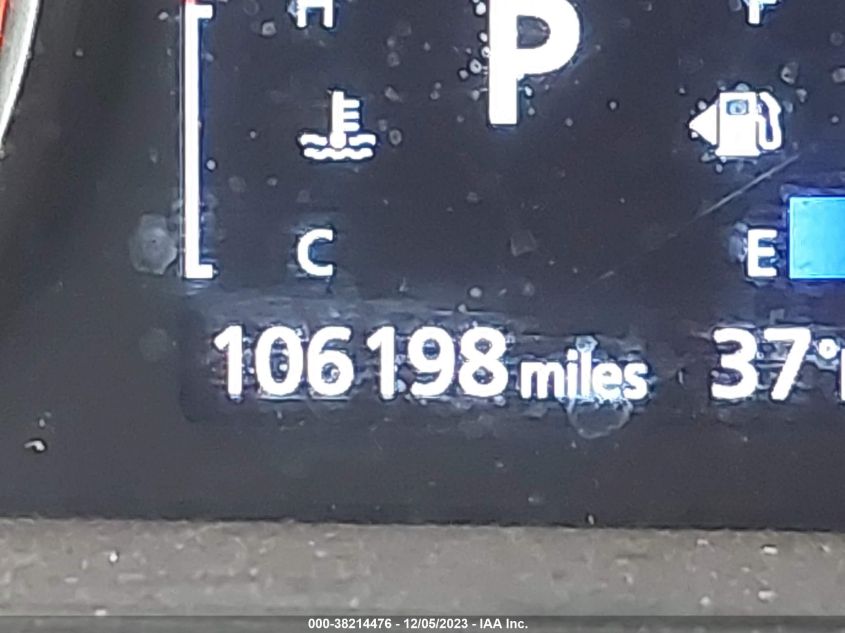 H P F
C E
106198 miles 37°
000-38214476 - 12/05/2023 - IAA Inc.